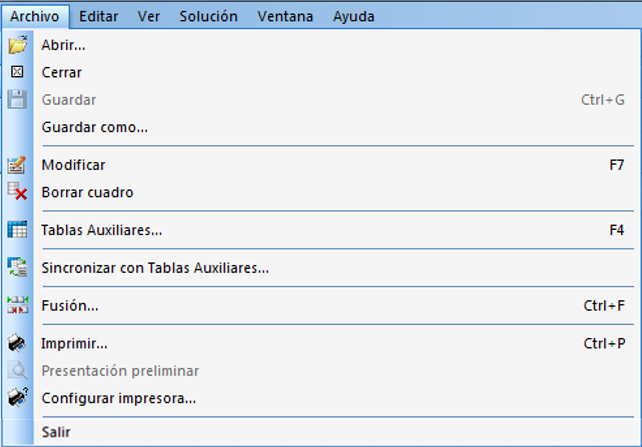 Archivo Editar Ver Solución Ventana Ayuda
Abrir...
Cerrar
Guardar Ctrl+G
Guardar como...
Modificar F7
Borrar cuadro
Tablas Auxiliares... F4
Sincronizar con Tablas Auxiliares...
Fusión... Ctrl+F
Imprimir... Ctrl+P
Presentación preliminar
Configurar impresora...
Salir